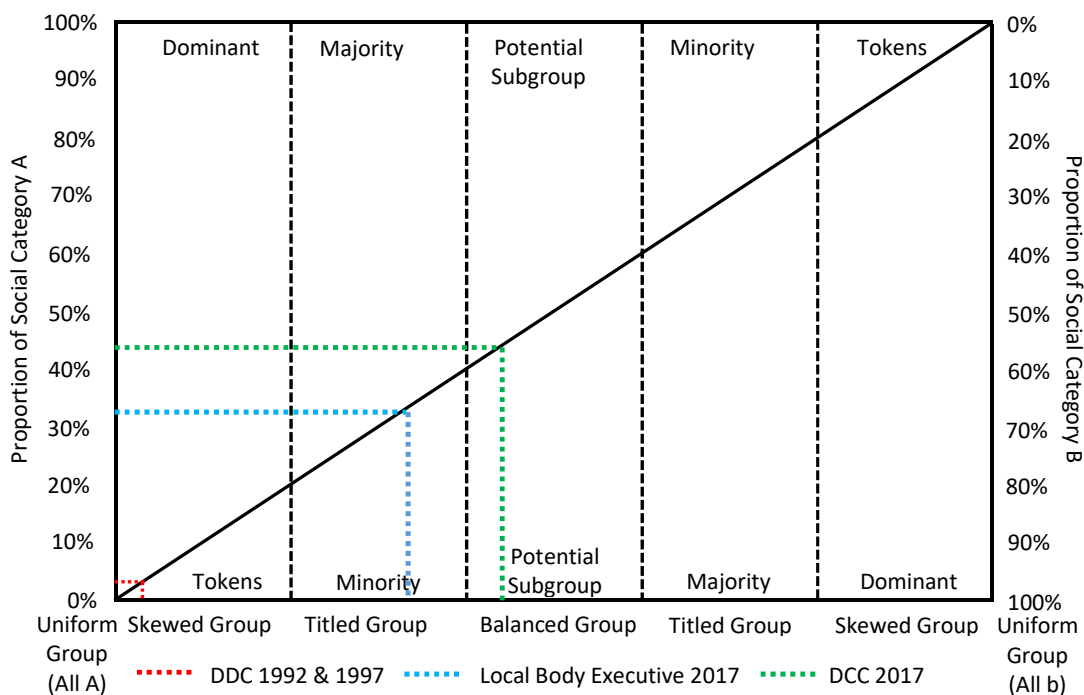 100%
90%
80%
70%
60%
50%
40%
30%
20%
10%
0%
Proportion of Social Category A
Dominant
Majority
Potential
Subgroup
Minority
Tokens
0%
10%
20%
30%
40%
50%
60%
70%
80%
90%
100%
Proportion of Social Category B
Tokens
Minority
Potential
Subgroup
Majority
Dominant
Uniform
Group
(All A)
Skewed Group
Titled Group
Balanced Group
Titled Group
Skewed Group
Uniform
Group
(All b)
DDC 1992 & 1997
Local Body Executive 2017
DCC 2017